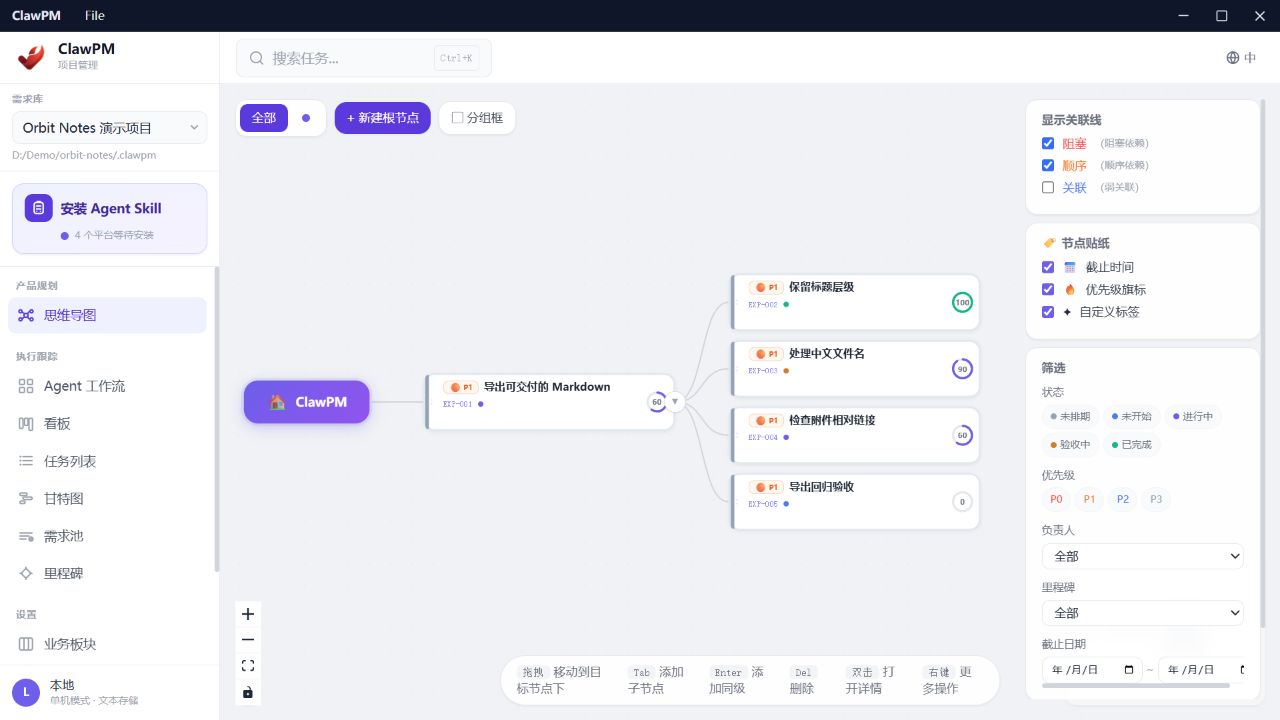 ClawPM File
ClawPM
项目管理
搜索任务... Ctrl+K
中
需求库
Orbit Notes 演示项目
D:/Demo/orbit-notes/.clawpm
安装 Agent Skill
4 个平台等待安装
产品规划
思维导图
执行跟踪
Agent 工作流
看板
任务列表
甘特图
需求池
里程碑
设置
业务板块
L
本地
单机模式 · 文本存储
全部
+ 新建根节点
分组框
ClawPM
P1 导出可交付的 Markdown
EXP-001
60
P1 保留标题层级
EXP-002
100
P1 处理中文文件名
EXP-003
90
P1 检查附件相对链接
EXP-004
60
P1 导出回归验收
EXP-005
0
拖拽 移动到目标节点下
Tab 添加子节点
Enter 添加同级
Del 删除
双击 打开详情
右键 更多操作
显示关联线
阻塞 (阻塞依赖)
顺序 (顺序依赖)
关联 (弱关联)
节点贴纸
截止时间
优先级旗标
自定义标签
筛选
状态
未排期 未开始 进行中
验收中 已完成
优先级
P0 P1 P2 P3
负责人
全部
里程碑
全部
截止日期
年 /月/日 ~ 年 /月/日